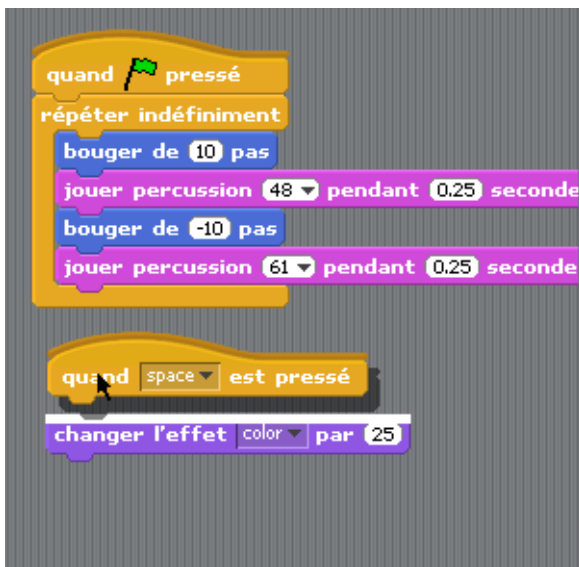 quand pressé
répéter indéfiniment
bouger de 10 pas
jouer percussion 48 pendant 0.25 seconde
bouger de -10 pas
jouer percussion 61 pendant 0.25 seconde
quand space est pressé
changer l'effet color par 25